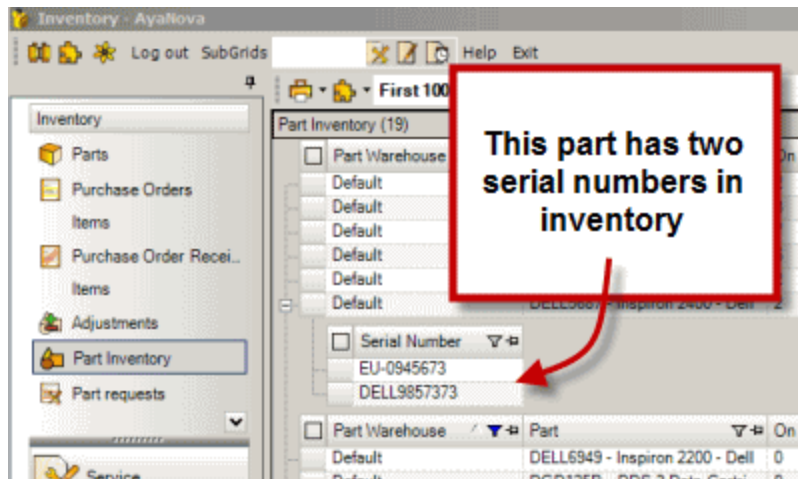 Inventory - AyaNova
Log out SubGrids Help Exit
First 100
Inventory
Parts
Purchase Orders
Items
Purchase Order Recei..
Items
Adjustments
Part Inventory
Part requests
Service
Part Inventory (19)
Part Warehouse On
Default
Default
Default
Default
Default
Default - Inspiron 2400 - Dell 2
Serial Number
EU-0945673
DELL9857373
Part Warehouse Part On
Default DELL6949 - Inspiron 2200 - Dell 0
This part has two
serial numbers in
inventory